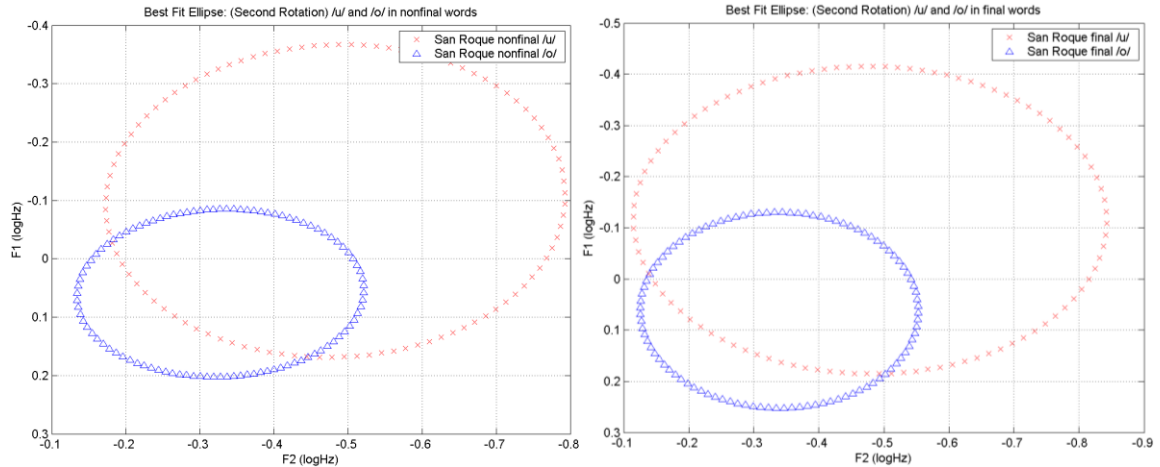 Best Fit Ellipse: (Second Rotation) /u/ and /o/ in nonfinal words
-0.4
-0.3
-0.2
-0.1
0
0.1
0.2
0.3
F1 (logHz)
San Roque nonfinal /u/
San Roque nonfinal /o/
-0.1 -0.2 -0.3 -0.4 -0.5 -0.6 -0.7 -0.8
F2 (logHz)
Best Fit Ellipse: (Second Rotation) /u/ and /o/ in final words
-0.5
-0.4
-0.3
-0.2
-0.1
0
0.1
0.2
0.3
F1 (logHz)
San Roque final /u/
San Roque final /o/
-0.1 -0.2 -0.3 -0.4 -0.5 -0.6 -0.7 -0.8 -0.9
F2 (logHz)